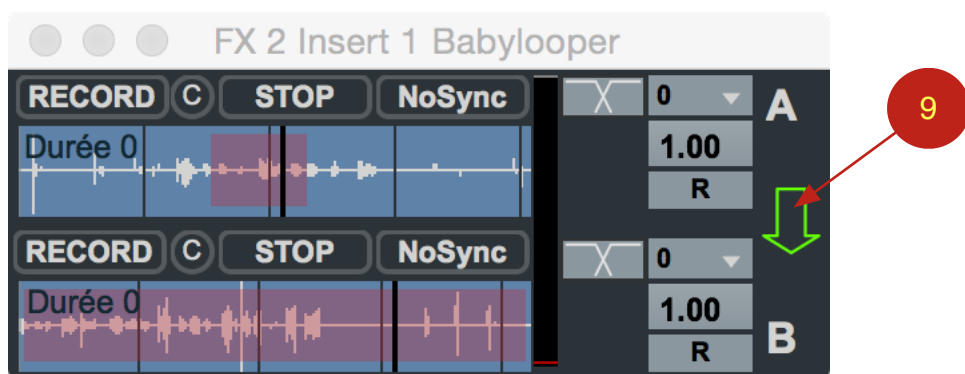 FX 2 Insert 1 Babylooper
RECORD C STOP NoSync 0 A
Durée 0 1.00
R
9
RECORD C STOP NoSync 0
Durée 0 1.00
R B